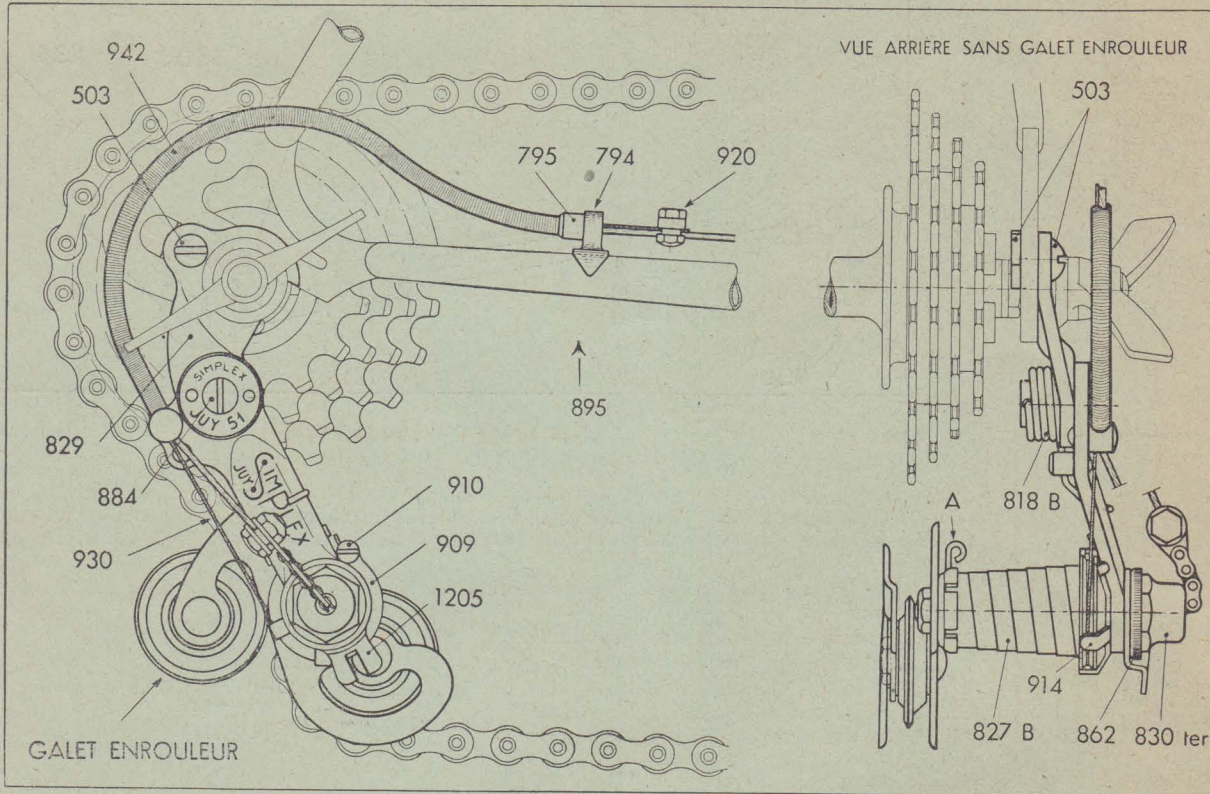 942
503
795
794
920
895
829
884
930
SIMPLEX
JUY 51
JUY
SIMPLEX
910
909
1205
GALET ENROULEUR
VUE ARRIÈRE SANS GALET ENROULEUR
503
818 B
A
914
827 B
862
830 ter